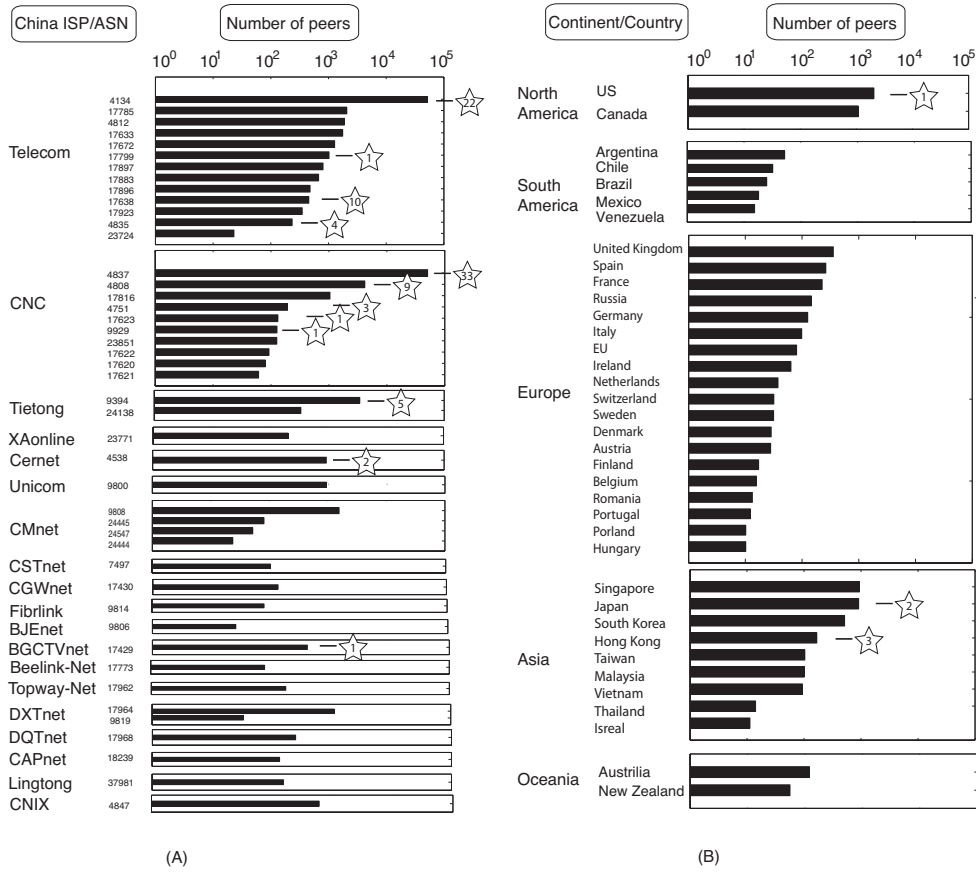 China ISP/ASN
Number of peers
10^0 10^1 10^2 10^3 10^4 10^5
Telecom
4134 22
17785
4812
17633
17672
17799 1
17897
17883
17896
17638 10
17923
4835 4
23724
CNC
4837 33
4808 9
17816
4751 3
17623 1
9929 1
23851
17622
17620
17621
Tietong
9394 5
24138
XAonline 23771
Cernet 4538 2
Unicom 9800
CMnet
9808
24445
24547
24444
CSTnet 7497
CGWnet 17430
Fibrlink 9814
BJEnet 9806
BGCTVnet 17429 1
Beelink-Net 17773
Topway-Net 17962
DXTnet 17964
9819
DQTnet 17968
CAPnet 18239
Lingtong 37981
CNIX 4847
(A)
Continent/Country
Number of peers
10^0 10^1 10^2 10^3 10^4 10^5
North America
US 1
Canada
South America
Argentina
Chile
Brazil
Mexico
Venezuela
Europe
United Kingdom
Spain
France
Russia
Germany
Italy
EU
Ireland
Netherlands
Switzerland
Sweden
Denmark
Austria
Finland
Belgium
Romania
Portugal
Porland
Hungary
Asia
Singapore
Japan 2
South Korea
Hong Kong 3
Taiwan
Malaysia
Vietnam
Thailand
Isreal
Oceania
Austrilia
New Zealand
(B)